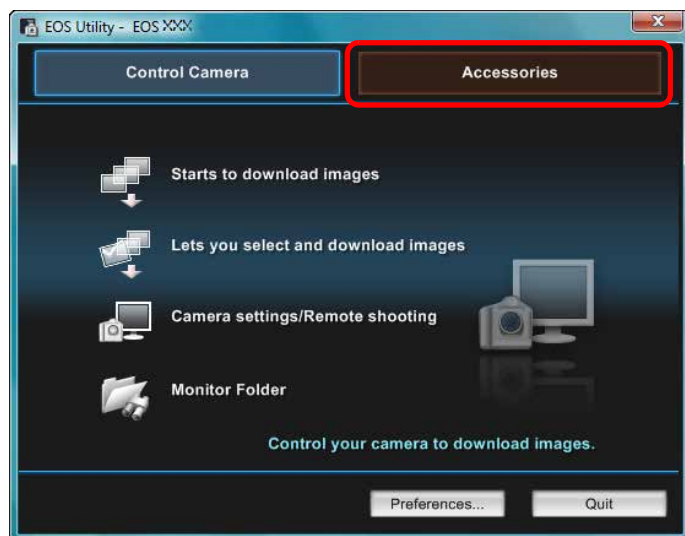 EOS Utility - EOS XXX
Control Camera
Accessories
Starts to download images
Lets you select and download images
Camera settings/Remote shooting
Monitor Folder
Control your camera to download images.
Preferences...
Quit